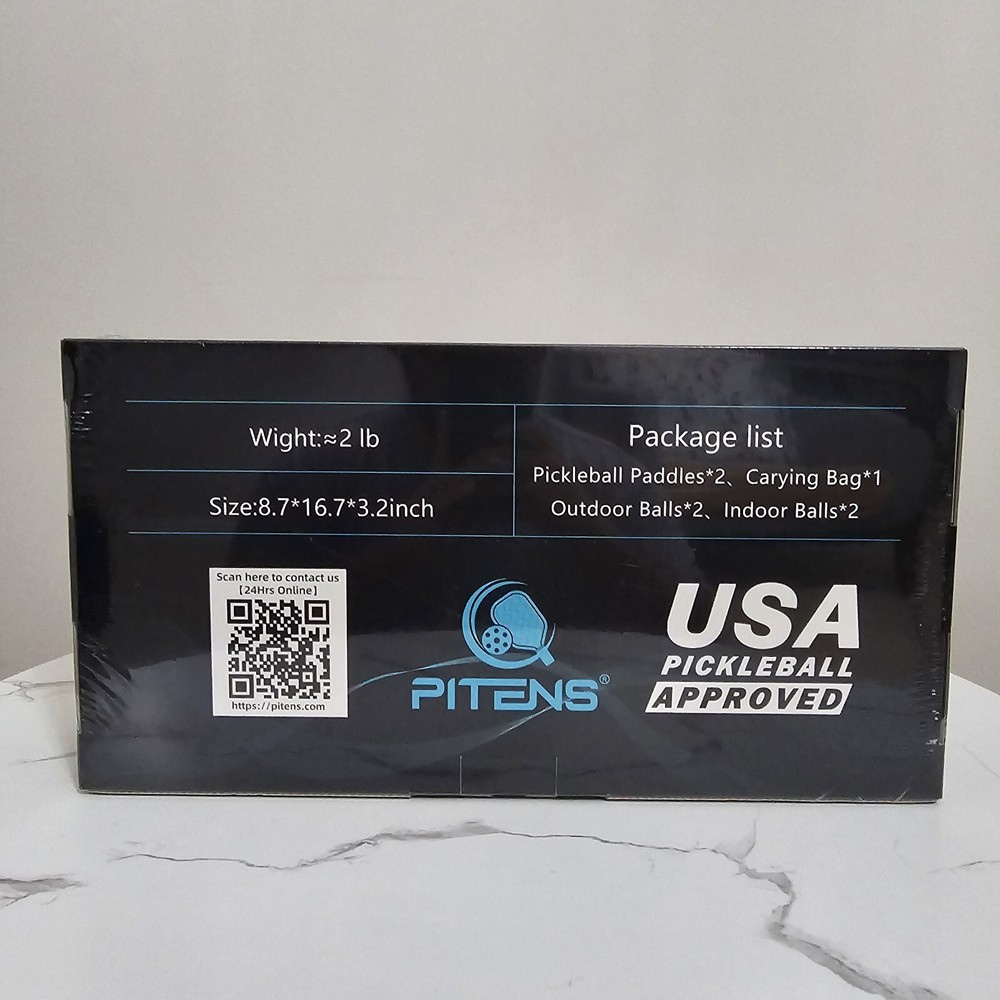 Wight:≈2 lb
Size:8.7*16.7*3.2inch
Package list
Pickleball Paddles*2、Carying Bag*1
Outdoor Balls*2、Indoor Balls*2
Scan here to contact us
【24Hrs Online】
https://pitens.com
PITENS®
USA
PICKLEBALL
APPROVED